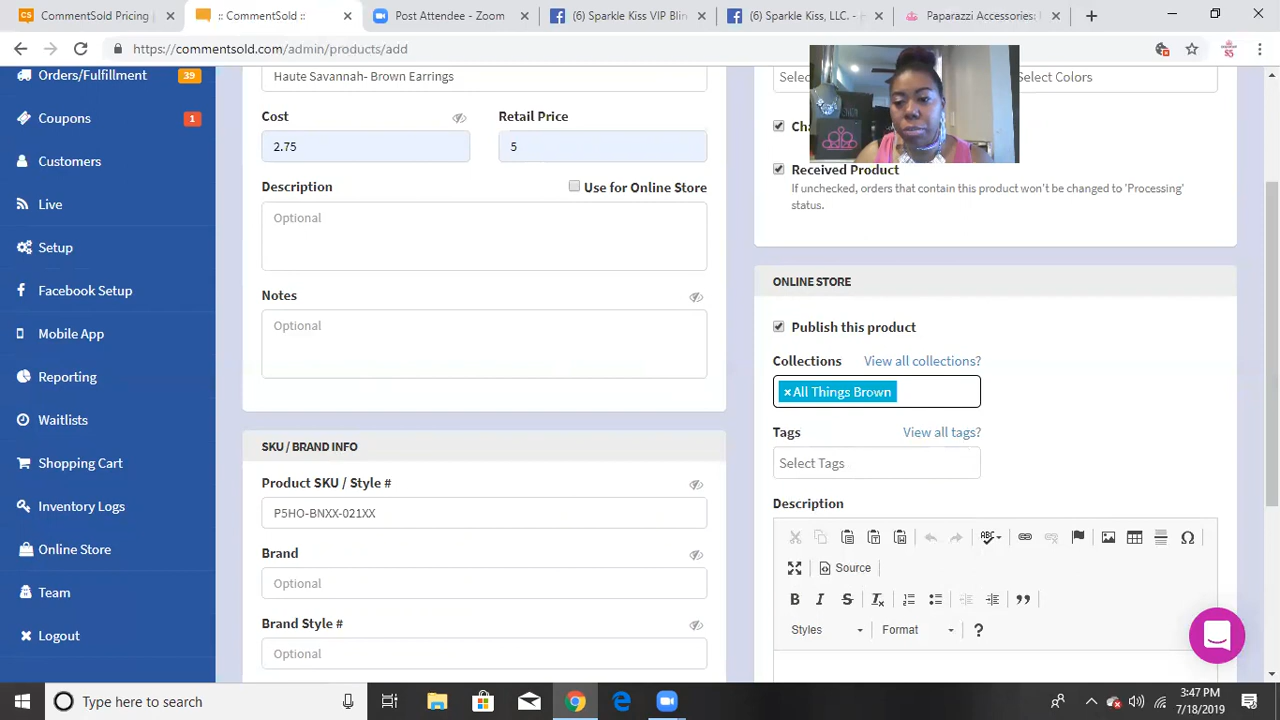 CommentSold Pricing |
:: CommentSold ::
Post Attendee - Zoom
(6) Sparkle Kiss VIP Blin
(6) Sparkle Kiss, LLC. -
Paparazzi Accessories:
https://commentsold.com/admin/products/add
Orders/Fulfillment 39
Coupons 1
Customers
Live
Setup
Facebook Setup
Mobile App
Reporting
Waitlists
Shopping Cart
Inventory Logs
Online Store
Team
Logout
Haute Savannah- Brown Earrings
Cost Retail Price
2.75 5
Description Use for Online Store
Optional
Notes
Optional
SKU / BRAND INFO
Product SKU / Style #
P5HO-BNXX-021XX
Brand
Optional
Brand Style #
Optional
Select Colors
Received Product
If unchecked, orders that contain this product won't be changed to 'Processing'
status.
ONLINE STORE
Publish this product
Collections View all collections?
×All Things Brown
Tags View all tags?
Select Tags
Description
Source
Styles Format ?
Type here to search
3:47 PM
7/18/2019